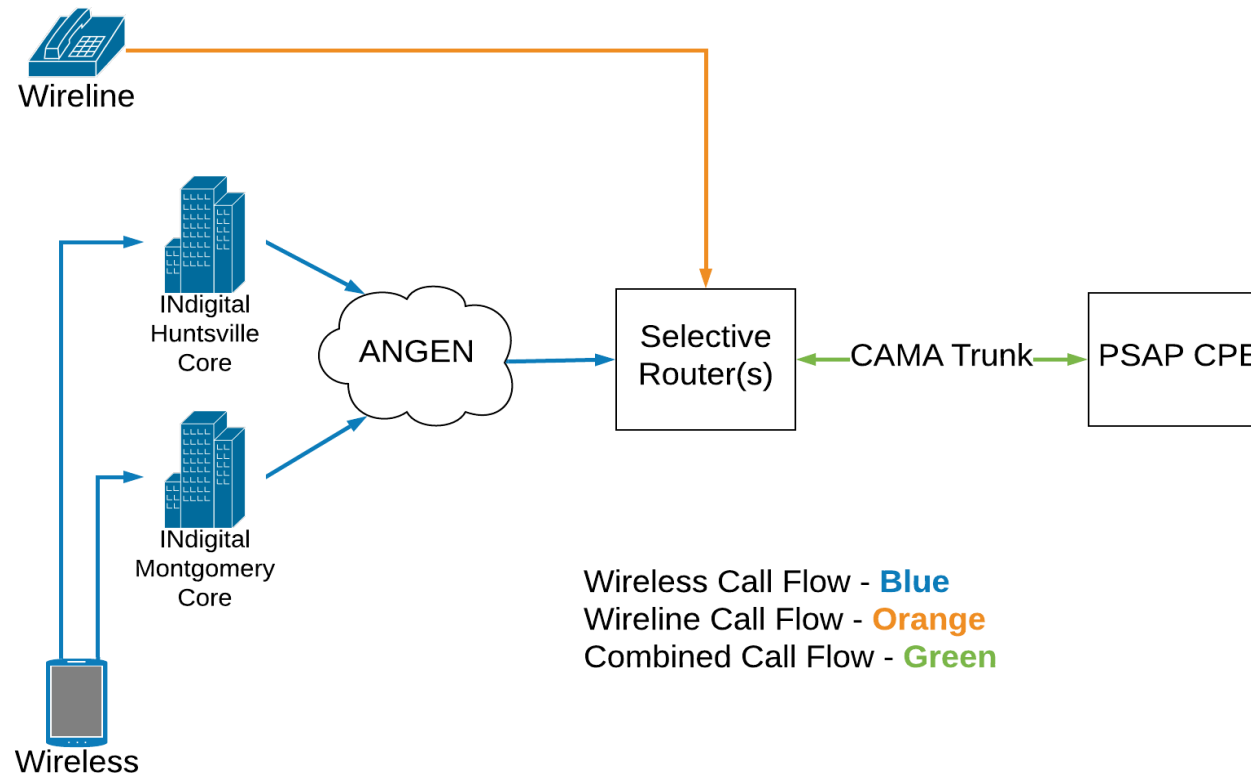 Wireline
INdigital
Huntsville
Core
ANGEN
Selective
Router(s)
CAMA Trunk
PSAP CPE
INdigital
Montgomery
Core
Wireless Call Flow - Blue
Wireline Call Flow - Orange
Combined Call Flow - Green
Wireless